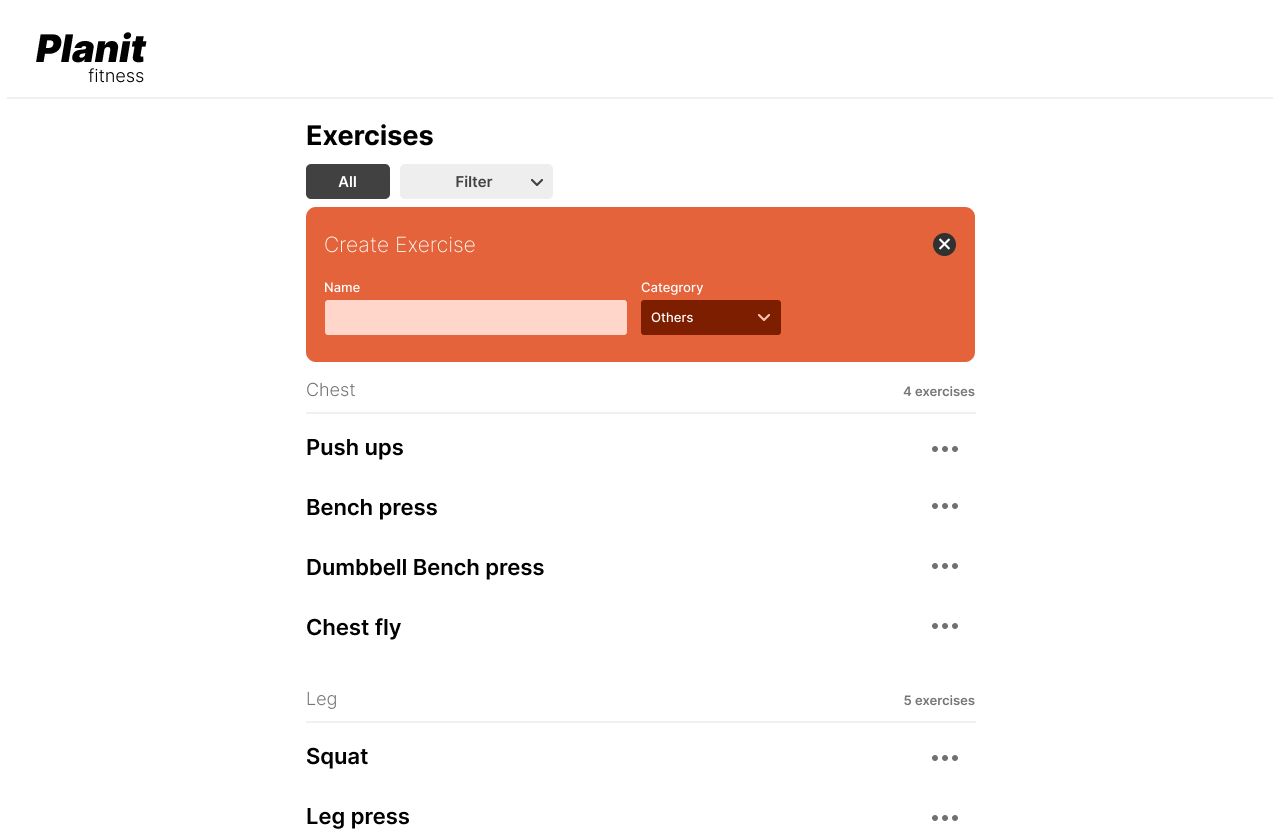 Planit
fitness
Exercises
All Filter
Create Exercise
Name Categrory
Others
Chest 4 exercises
Push ups
Bench press
Dumbbell Bench press
Chest fly
Leg 5 exercises
Squat
Leg press